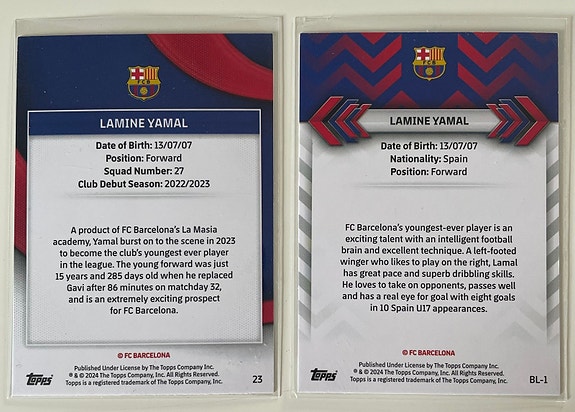 FCB
LAMINE YAMAL
Date of Birth: 13/07/07
Position: Forward
Squad Number: 27
Club Debut Season: 2022/2023
A product of FC Barcelona's La Masia
academy, Yamal burst on to the scene in 2023
to become the club's youngest ever player
in the league. The young forward was just
15 years and 285 days old when he replaced
Gavi after 86 minutes on matchday 32,
and is an extremely exciting prospect
for FC Barcelona.
© FC BARCELONA
Topps
Published Under License by The Topps Company Inc.
® & © 2024 The Topps Company, Inc. All Rights Reserved.
Topps is a registered trademark of The Topps Company, Inc.
23
FCB
LAMINE YAMAL
Date of Birth: 13/07/07
Nationality: Spain
Position: Forward
FC Barcelona's youngest-ever player is an
exciting talent with an intelligent football
brain and excellent technique. A left-footed
winger who likes to play on the right, Lamal
has great pace and superb dribbling skills.
He loves to take on opponents, passes well
and has a real eye for goal with eight goals
in 10 Spain U17 appearances.
© FC BARCELONA
Topps
Published Under License by The Topps Company Inc.
® & © 2024 The Topps Company, Inc. All Rights Reserved.
Topps is a registered trademark of The Topps Company, Inc.
BL-1